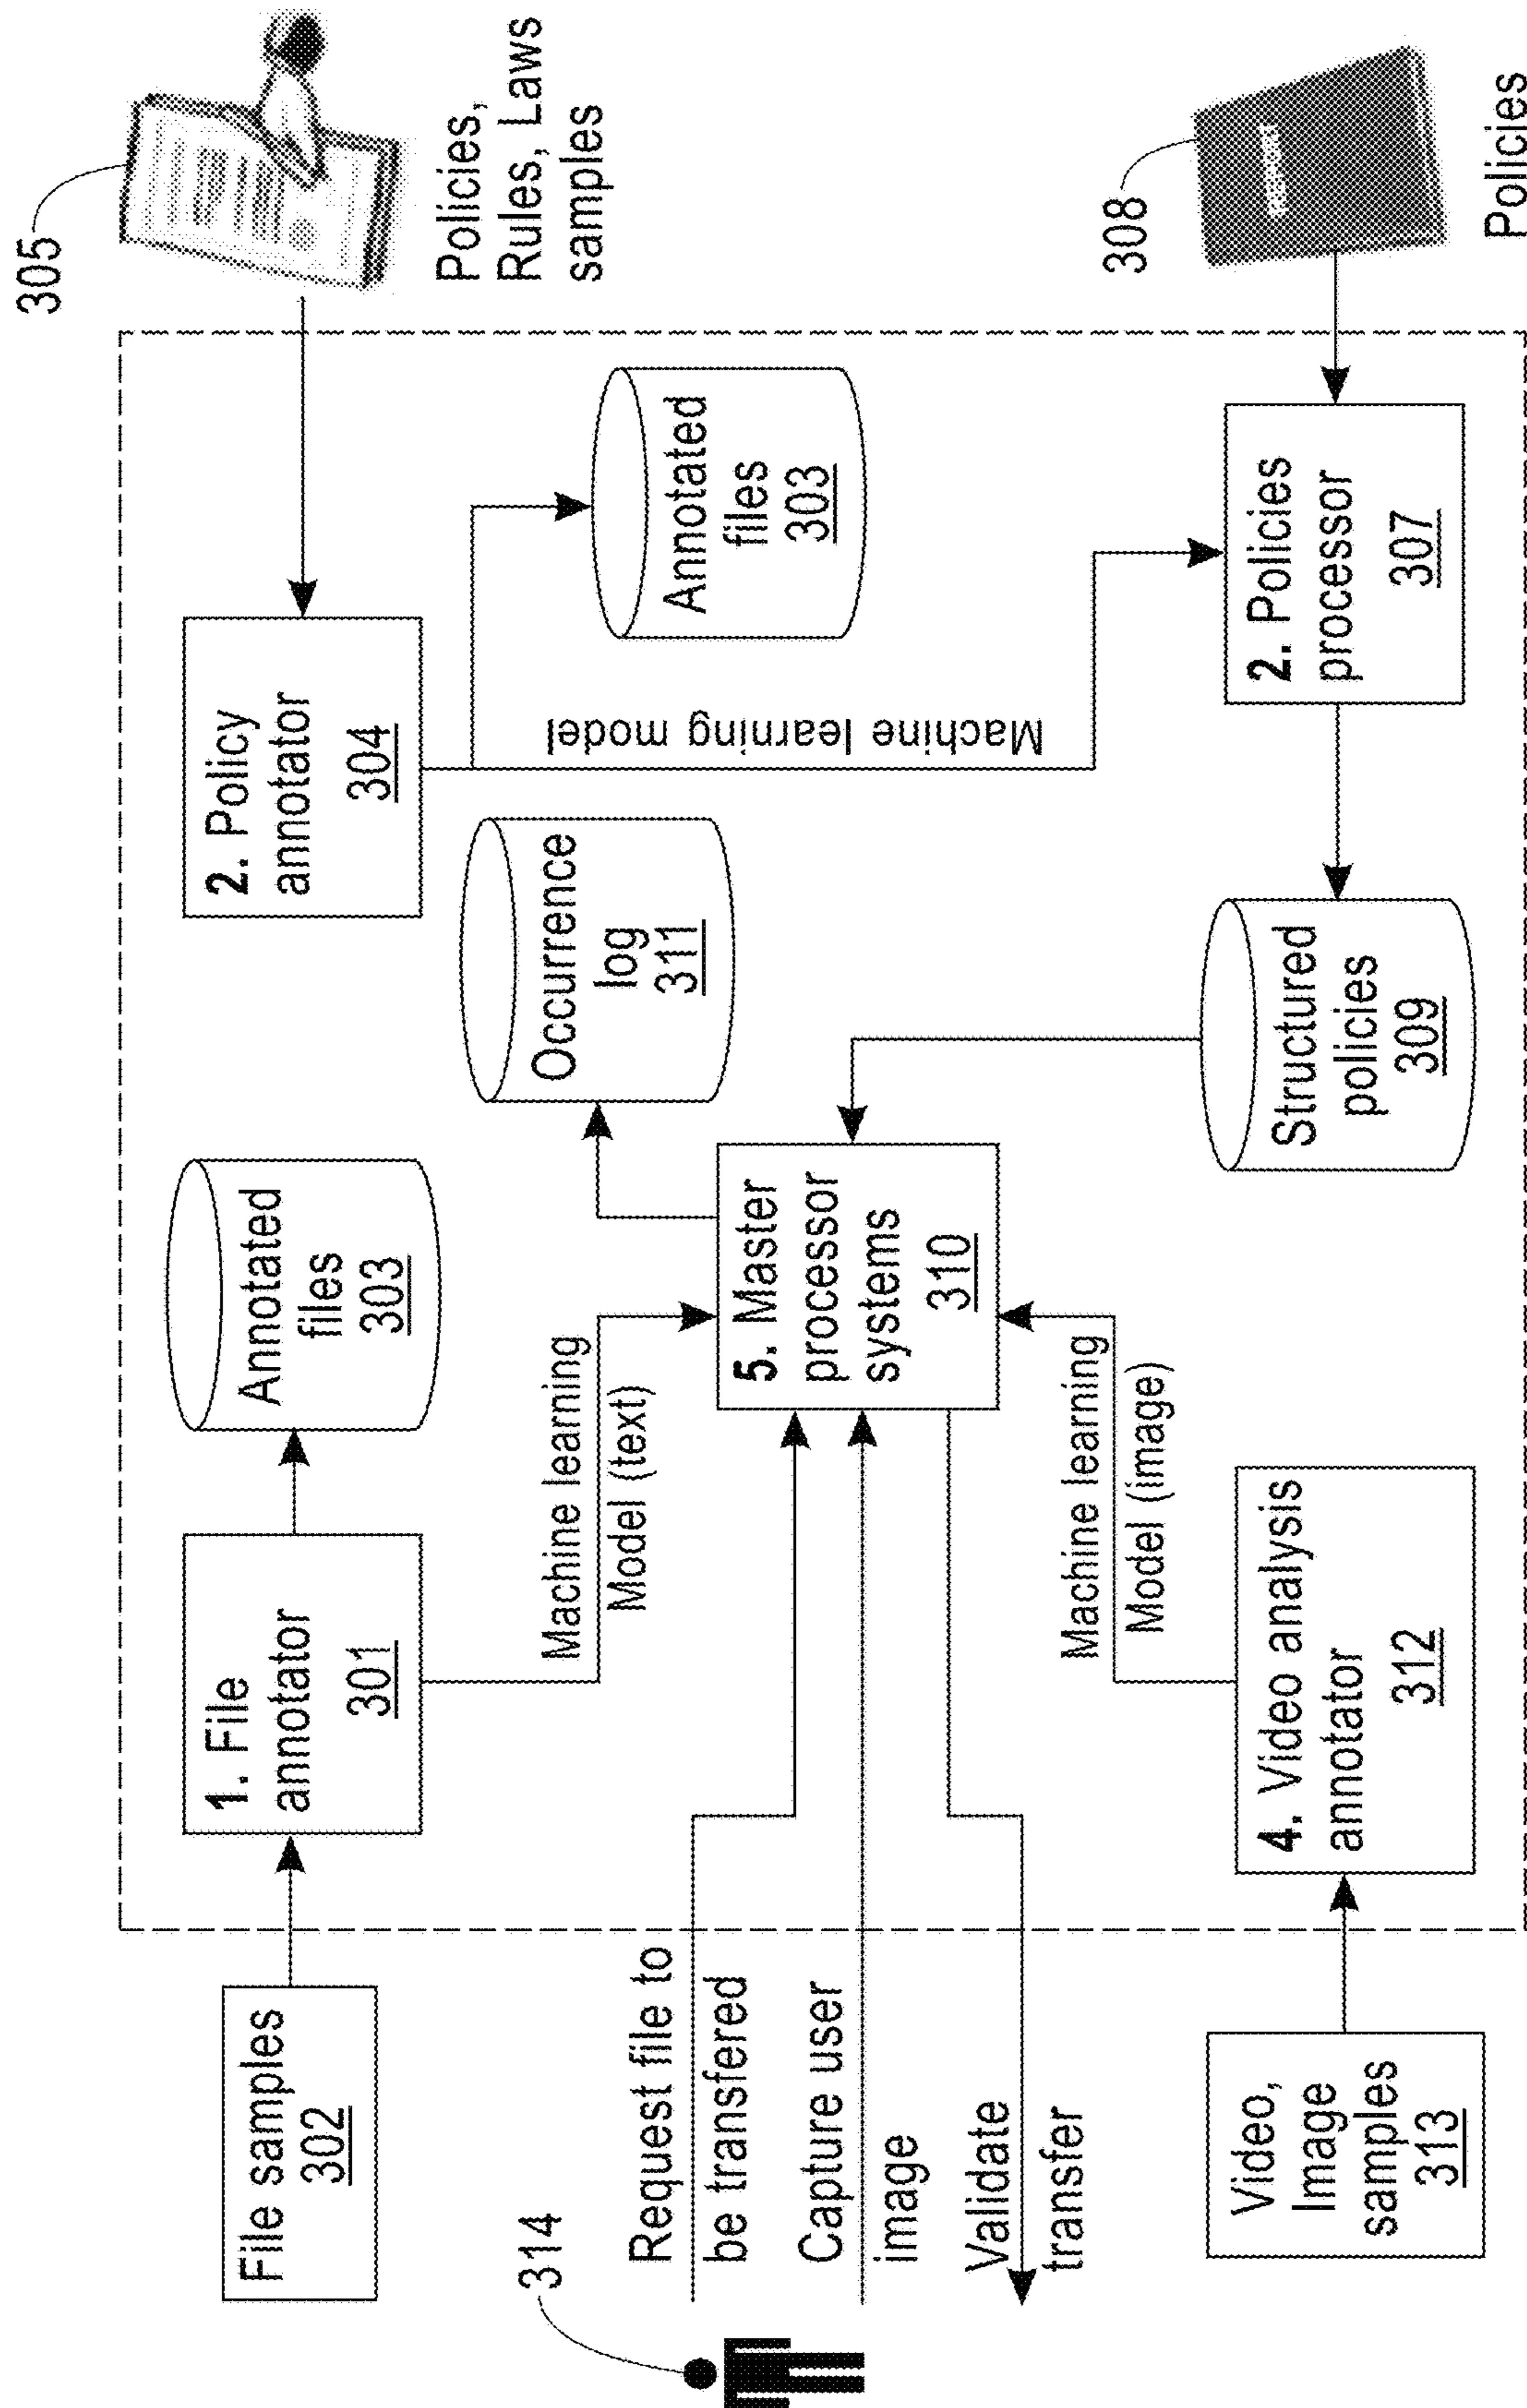 File samples
302
1. File
annotator
301
Annotated
files
303
2. Policy
annotator
304
305
Policies,
Rules, Laws
samples
Annotated
files
303
Machine learning model
Occurrence
log
311
Machine learning
Model (text)
314
Request file to
be transfered
Capture user
image
Validate
transfer
5. Master
processor
systems
310
Machine learning
Model (image)
Video,
Image
samples
313
4. Video analysis
annotator
312
Structured
policies
309
2. Policies
processor
307
308
Policies